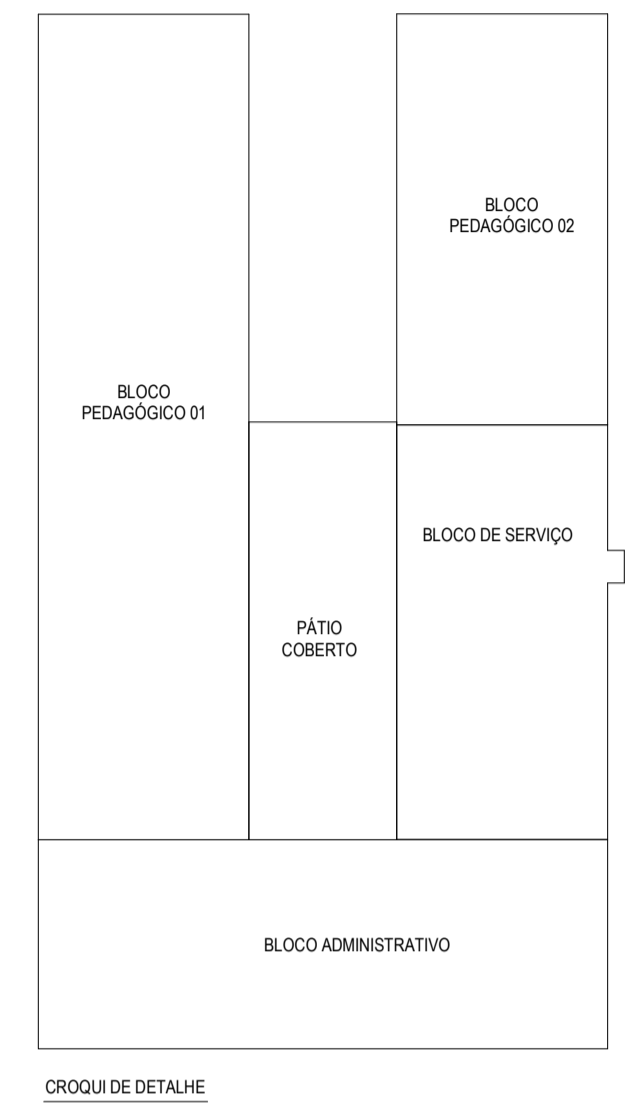 BLOCO
PEDAGÓGICO 02
BLOCO
PEDAGÓGICO 01
BLOCO DE SERVIÇO
PÁTIO
COBERTO
BLOCO ADMINISTRATIVO
CROQUI DE DETALHE